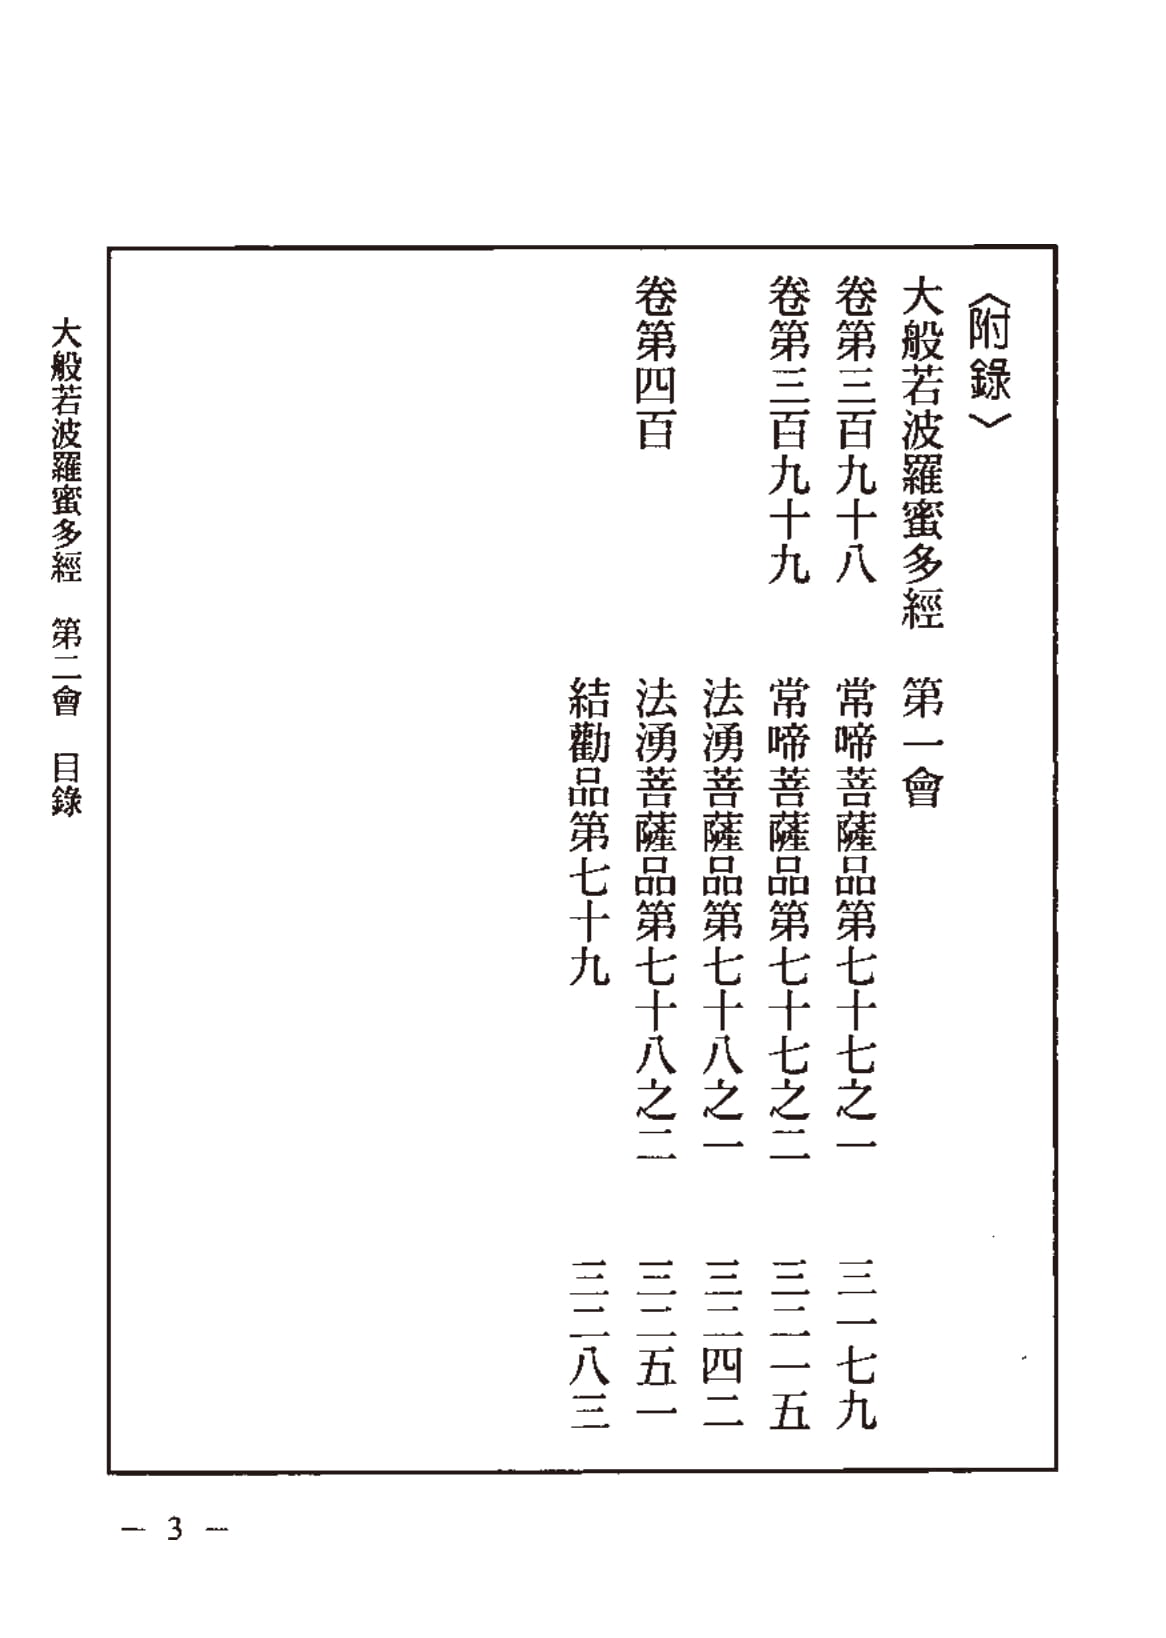 〈附錄〉
大般若波羅蜜多經　第一會
卷第三百九十八　常啼菩薩品第七十七之一　三一七九
卷第三百九十九　常啼菩薩品第七十七之二　三二一五
法湧菩薩品第七十八之一　三二四二
卷第四百　法湧菩薩品第七十八之二　三二五一
結勸品第七十九　三二八三
大般若波羅蜜多經　第二會　目錄
— 3 —